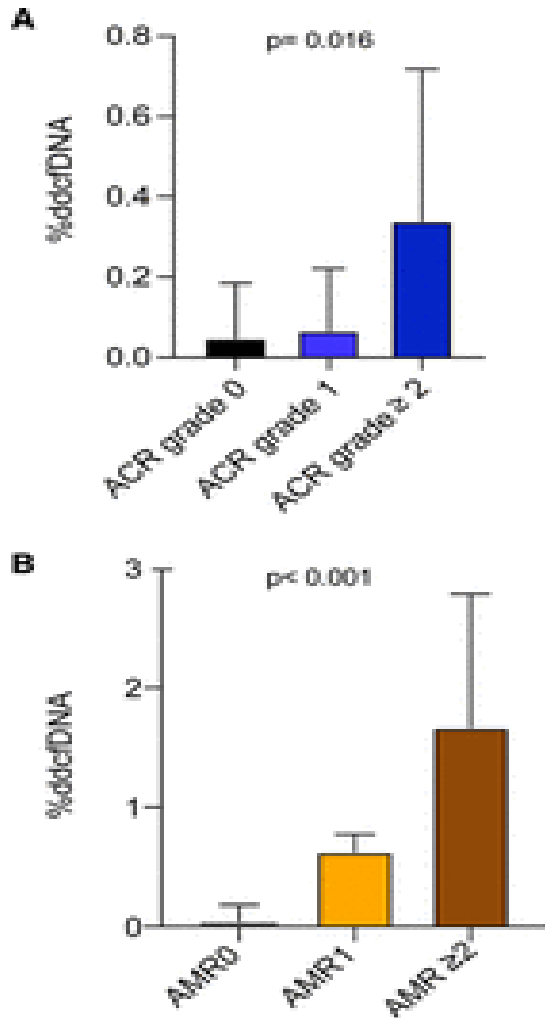 A
p= 0.016
%ddcfDNA
0.8
0.6
0.4
0.2
0.0
ACR grade 0
ACR grade 1
ACR grade ≥ 2
B
p< 0.001
%ddcfDNA
3
2
1
0
AMR0
AMR1
AMR ≥2